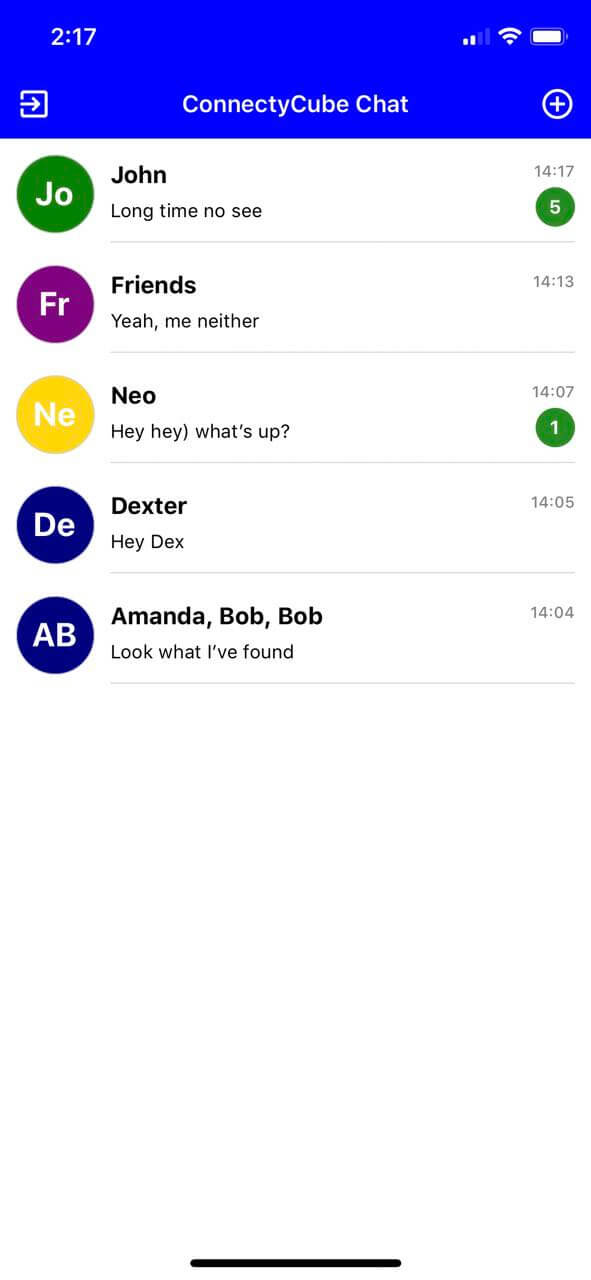 2:17
ConnectyCube Chat
Jo
John
14:17
Long time no see
5
Fr
Friends
14:13
Yeah, me neither
Ne
Neo
14:07
Hey hey) what’s up?
1
De
Dexter
14:05
Hey Dex
AB
Amanda, Bob, Bob
14:04
Look what I’ve found